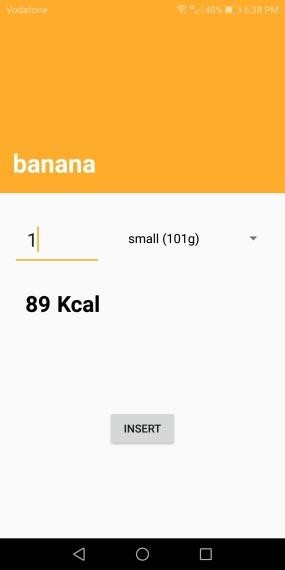 Vodafone 48% 6:38 PM
banana
1 small (101g)
89 Kcal
INSERT